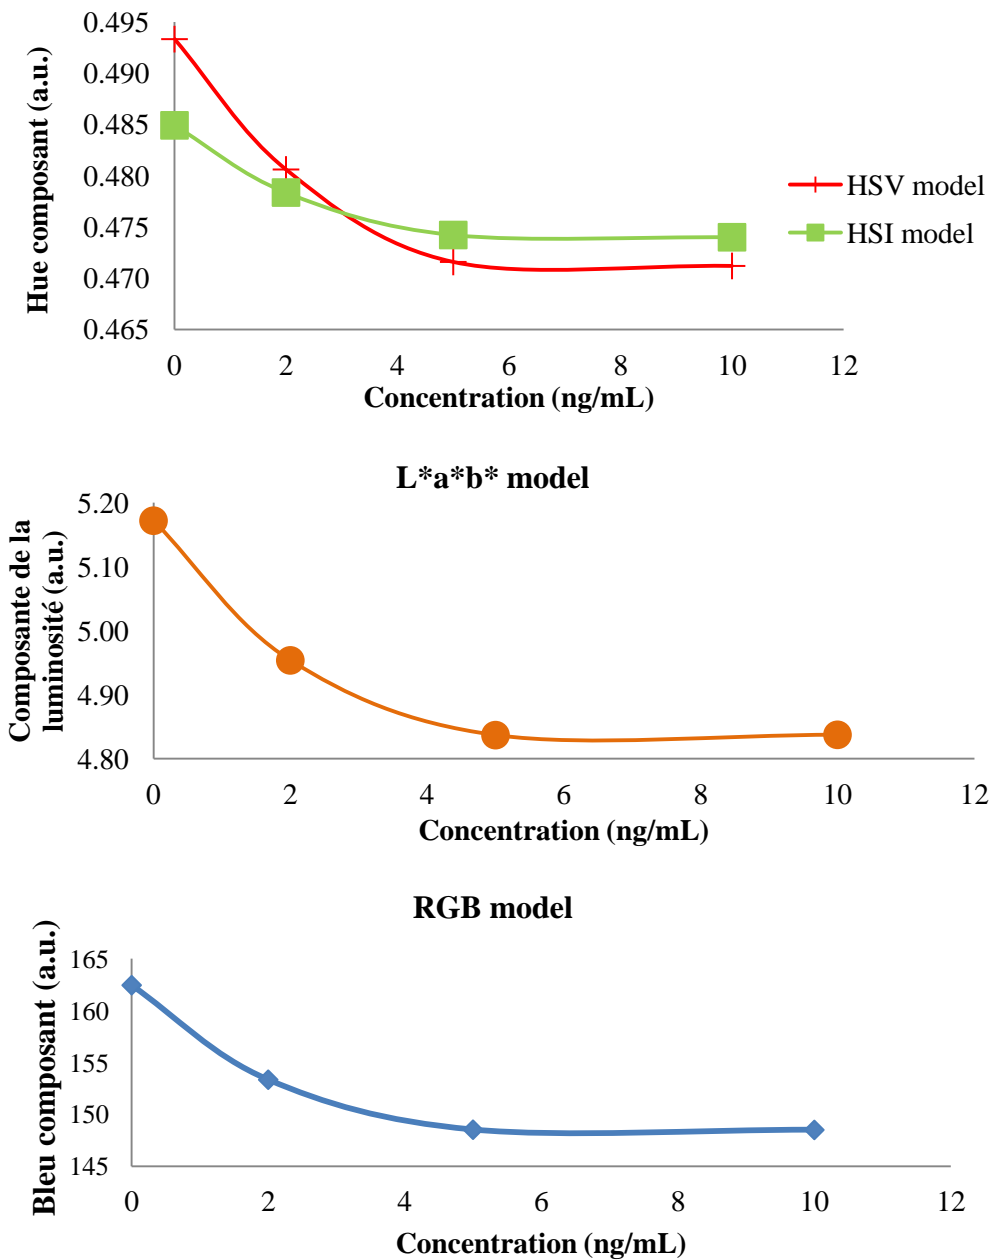 Hue composant (a.u.)
0.495
0.490
0.485
0.480
0.475
0.470
0.465
0 2 4 6 8 10 12
Concentration (ng/mL)
HSV model
HSI model
L*a*b* model
Composante de la
luminosité (a.u.)
5.20
5.10
5.00
4.90
4.80
0 2 4 6 8 10 12
Concentration (ng/mL)
RGB model
Bleu composant (a.u.)
165
160
155
150
145
0 2 4 6 8 10 12
Concentration (ng/mL)